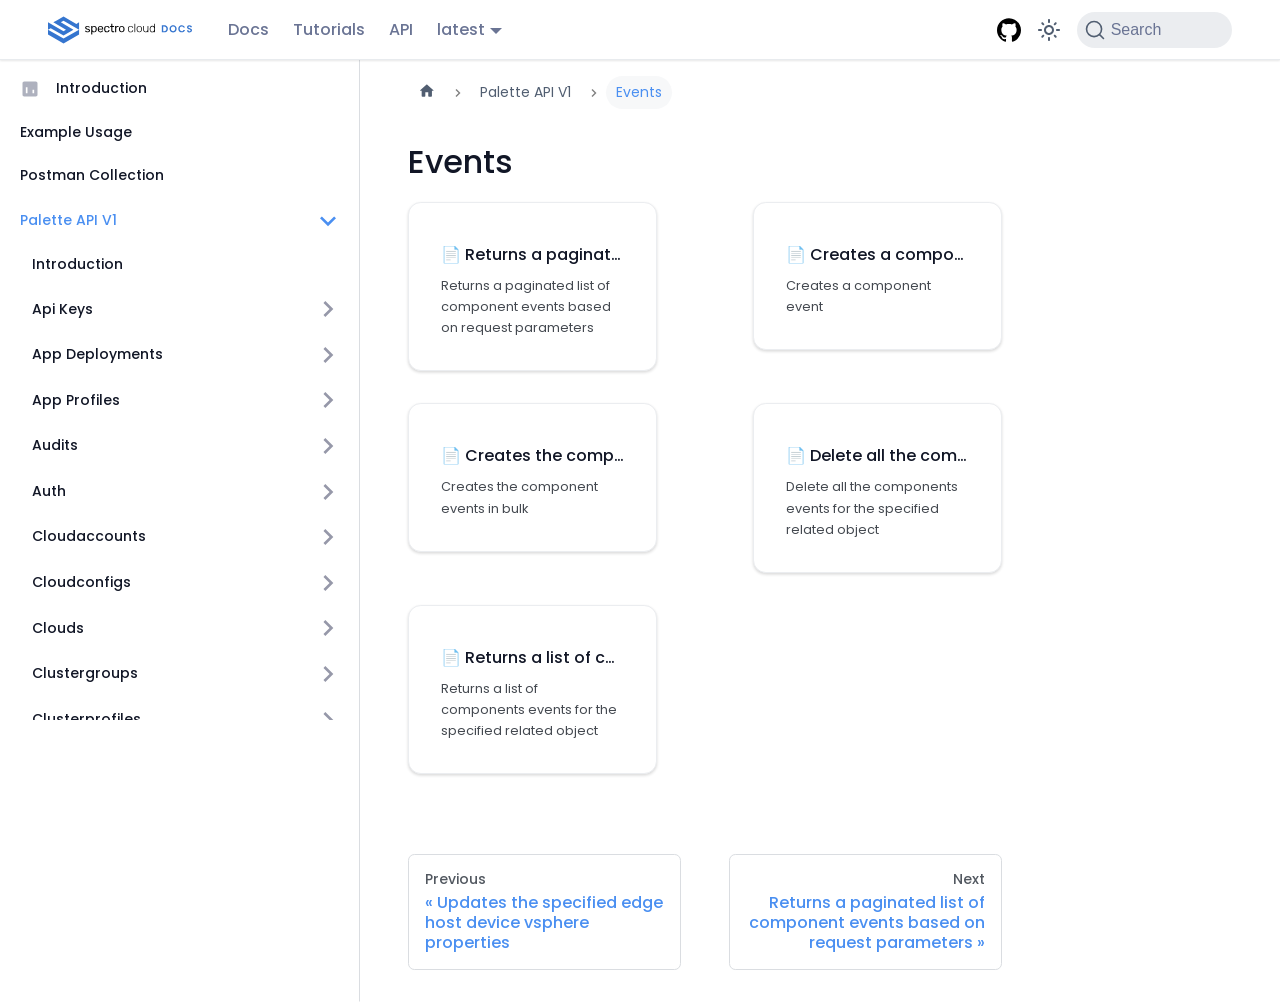 spectro cloud DOCS
Docs
Tutorials
API
latest
Search
Introduction
Example Usage
Postman Collection
Palette API V1
Introduction
Api Keys
App Deployments
App Profiles
Audits
Auth
Cloudaccounts
Cloudconfigs
Clouds
Clustergroups
Clusterprofiles
Palette API V1
Events
Events
Returns a paginat...
Returns a paginated list of
component events based
on request parameters
Creates a compo...
Creates a component
event
Creates the comp...
Creates the component
events in bulk
Delete all the com...
Delete all the components
events for the specified
related object
Returns a list of c...
Returns a list of
components events for the
specified related object
Previous
« Updates the specified edge
host device vsphere
properties
Next
Returns a paginated list of
component events based on
request parameters »